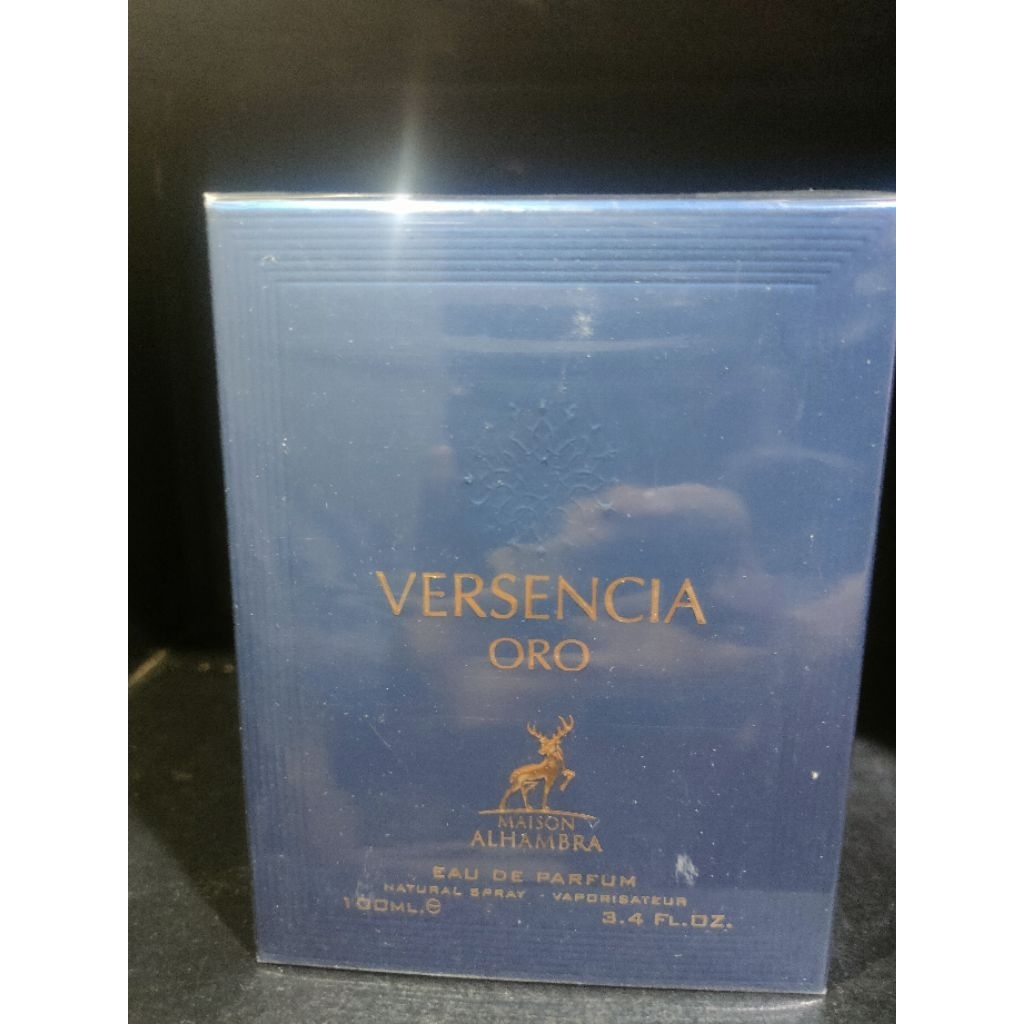 VERSENCIA
ORO
MAISON
ALHAMBRA
EAU DE PARFUM
NATURAL SPRAY - VAPORISATEUR
100ML.℮
3.4 FL.OZ.